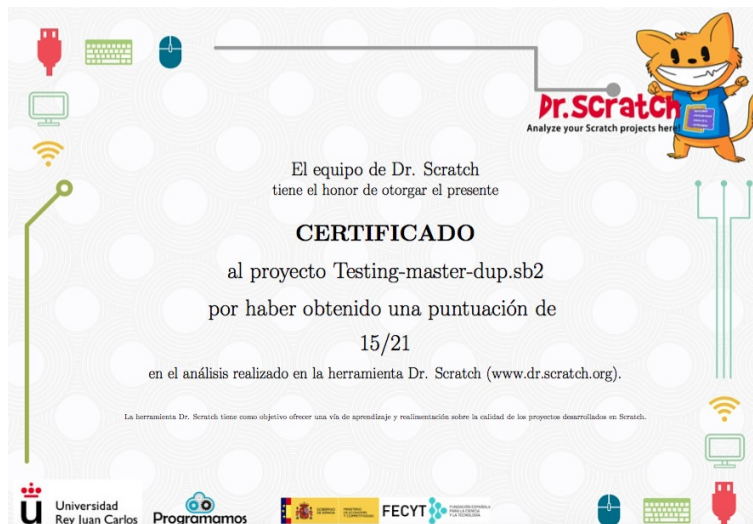 Dr.Scratch
Analyze your Scratch projects here!
El equipo de Dr. Scratch
tiene el honor de otorgar el presente
CERTIFICADO
al proyecto Testing-master-dup.sb2
por haber obtenido una puntuación de
15/21
en el análisis realizado en la herramienta Dr. Scratch (www.dr.scratch.org).
La herramienta Dr. Scratch tiene como objetivo ofrecer una vía de aprendizaje y realimentación sobre la calidad de los proyectos desarrollados en Scratch.
Universidad
Rey Juan Carlos
Programamos
FECYT